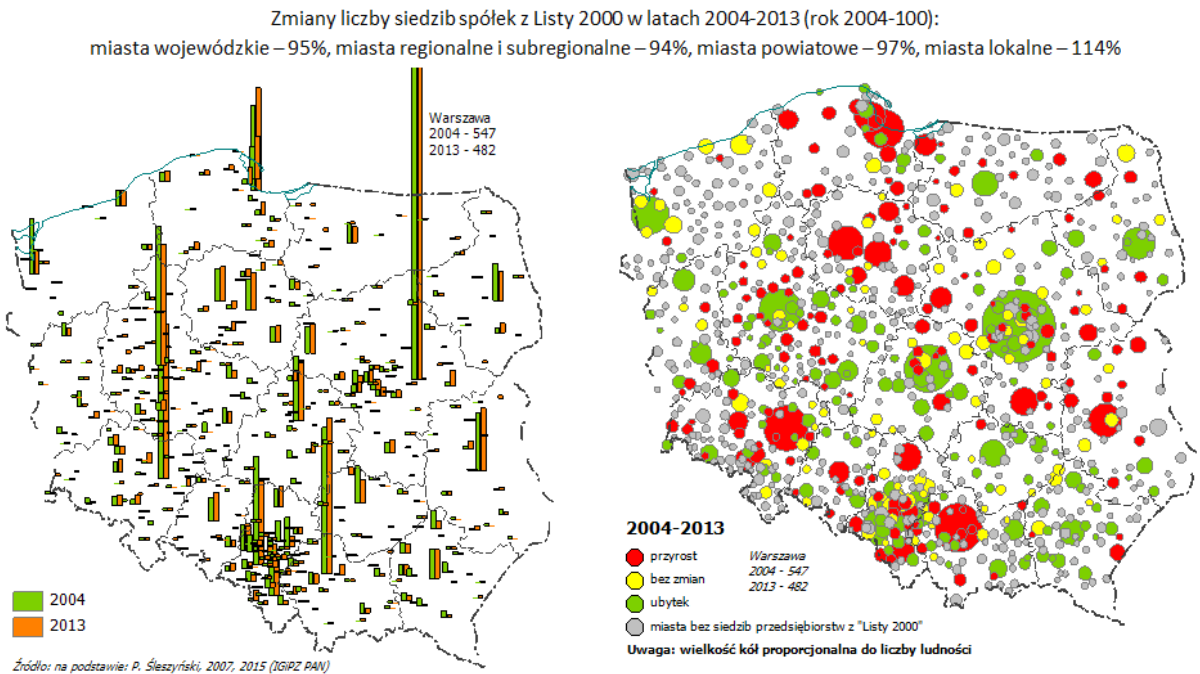 Zmiany liczby siedzib spółek z Listy 2000 w latach 2004-2013 (rok 2004-100):
miasta wojewódzkie – 95%, miasta regionalne i subregionalne – 94%, miasta powiatowe – 97%, miasta lokalne – 114%
Warszawa
2004 - 547
2013 - 482
2004
2013
Źródło: na podstawie: P. Śleszyński, 2007, 2015 (IGiPZ PAN)
2004-2013
przyrost
bez zmian
ubytek
miasta bez siedzib przedsiębiorstw z "Listy 2000"
Warszawa
2004 - 547
2013 - 482
Uwaga: wielkość kół proporcjonalna do liczby ludności